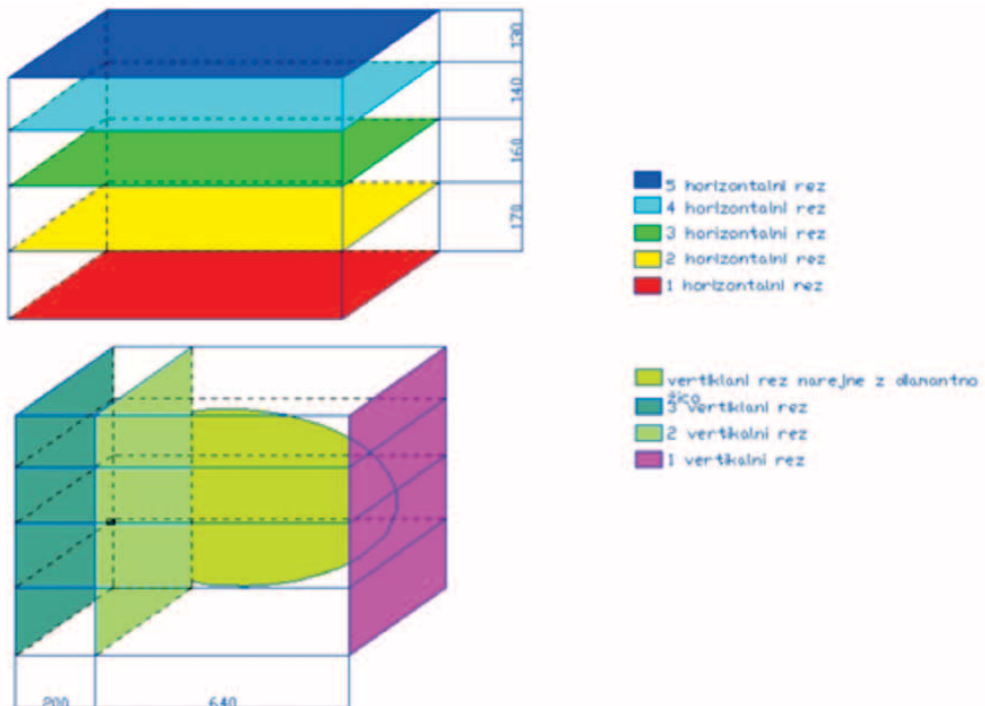 130
140
160
170
5 horizontalni rez
4 horizontalni rez
3 horizontalni rez
2 horizontalni rez
1 horizontalni rez
vertiklani rez narejne z diamantno
žico
3 vertiklani rez
2 vertikalni rez
1 vertikalni rez
200
640